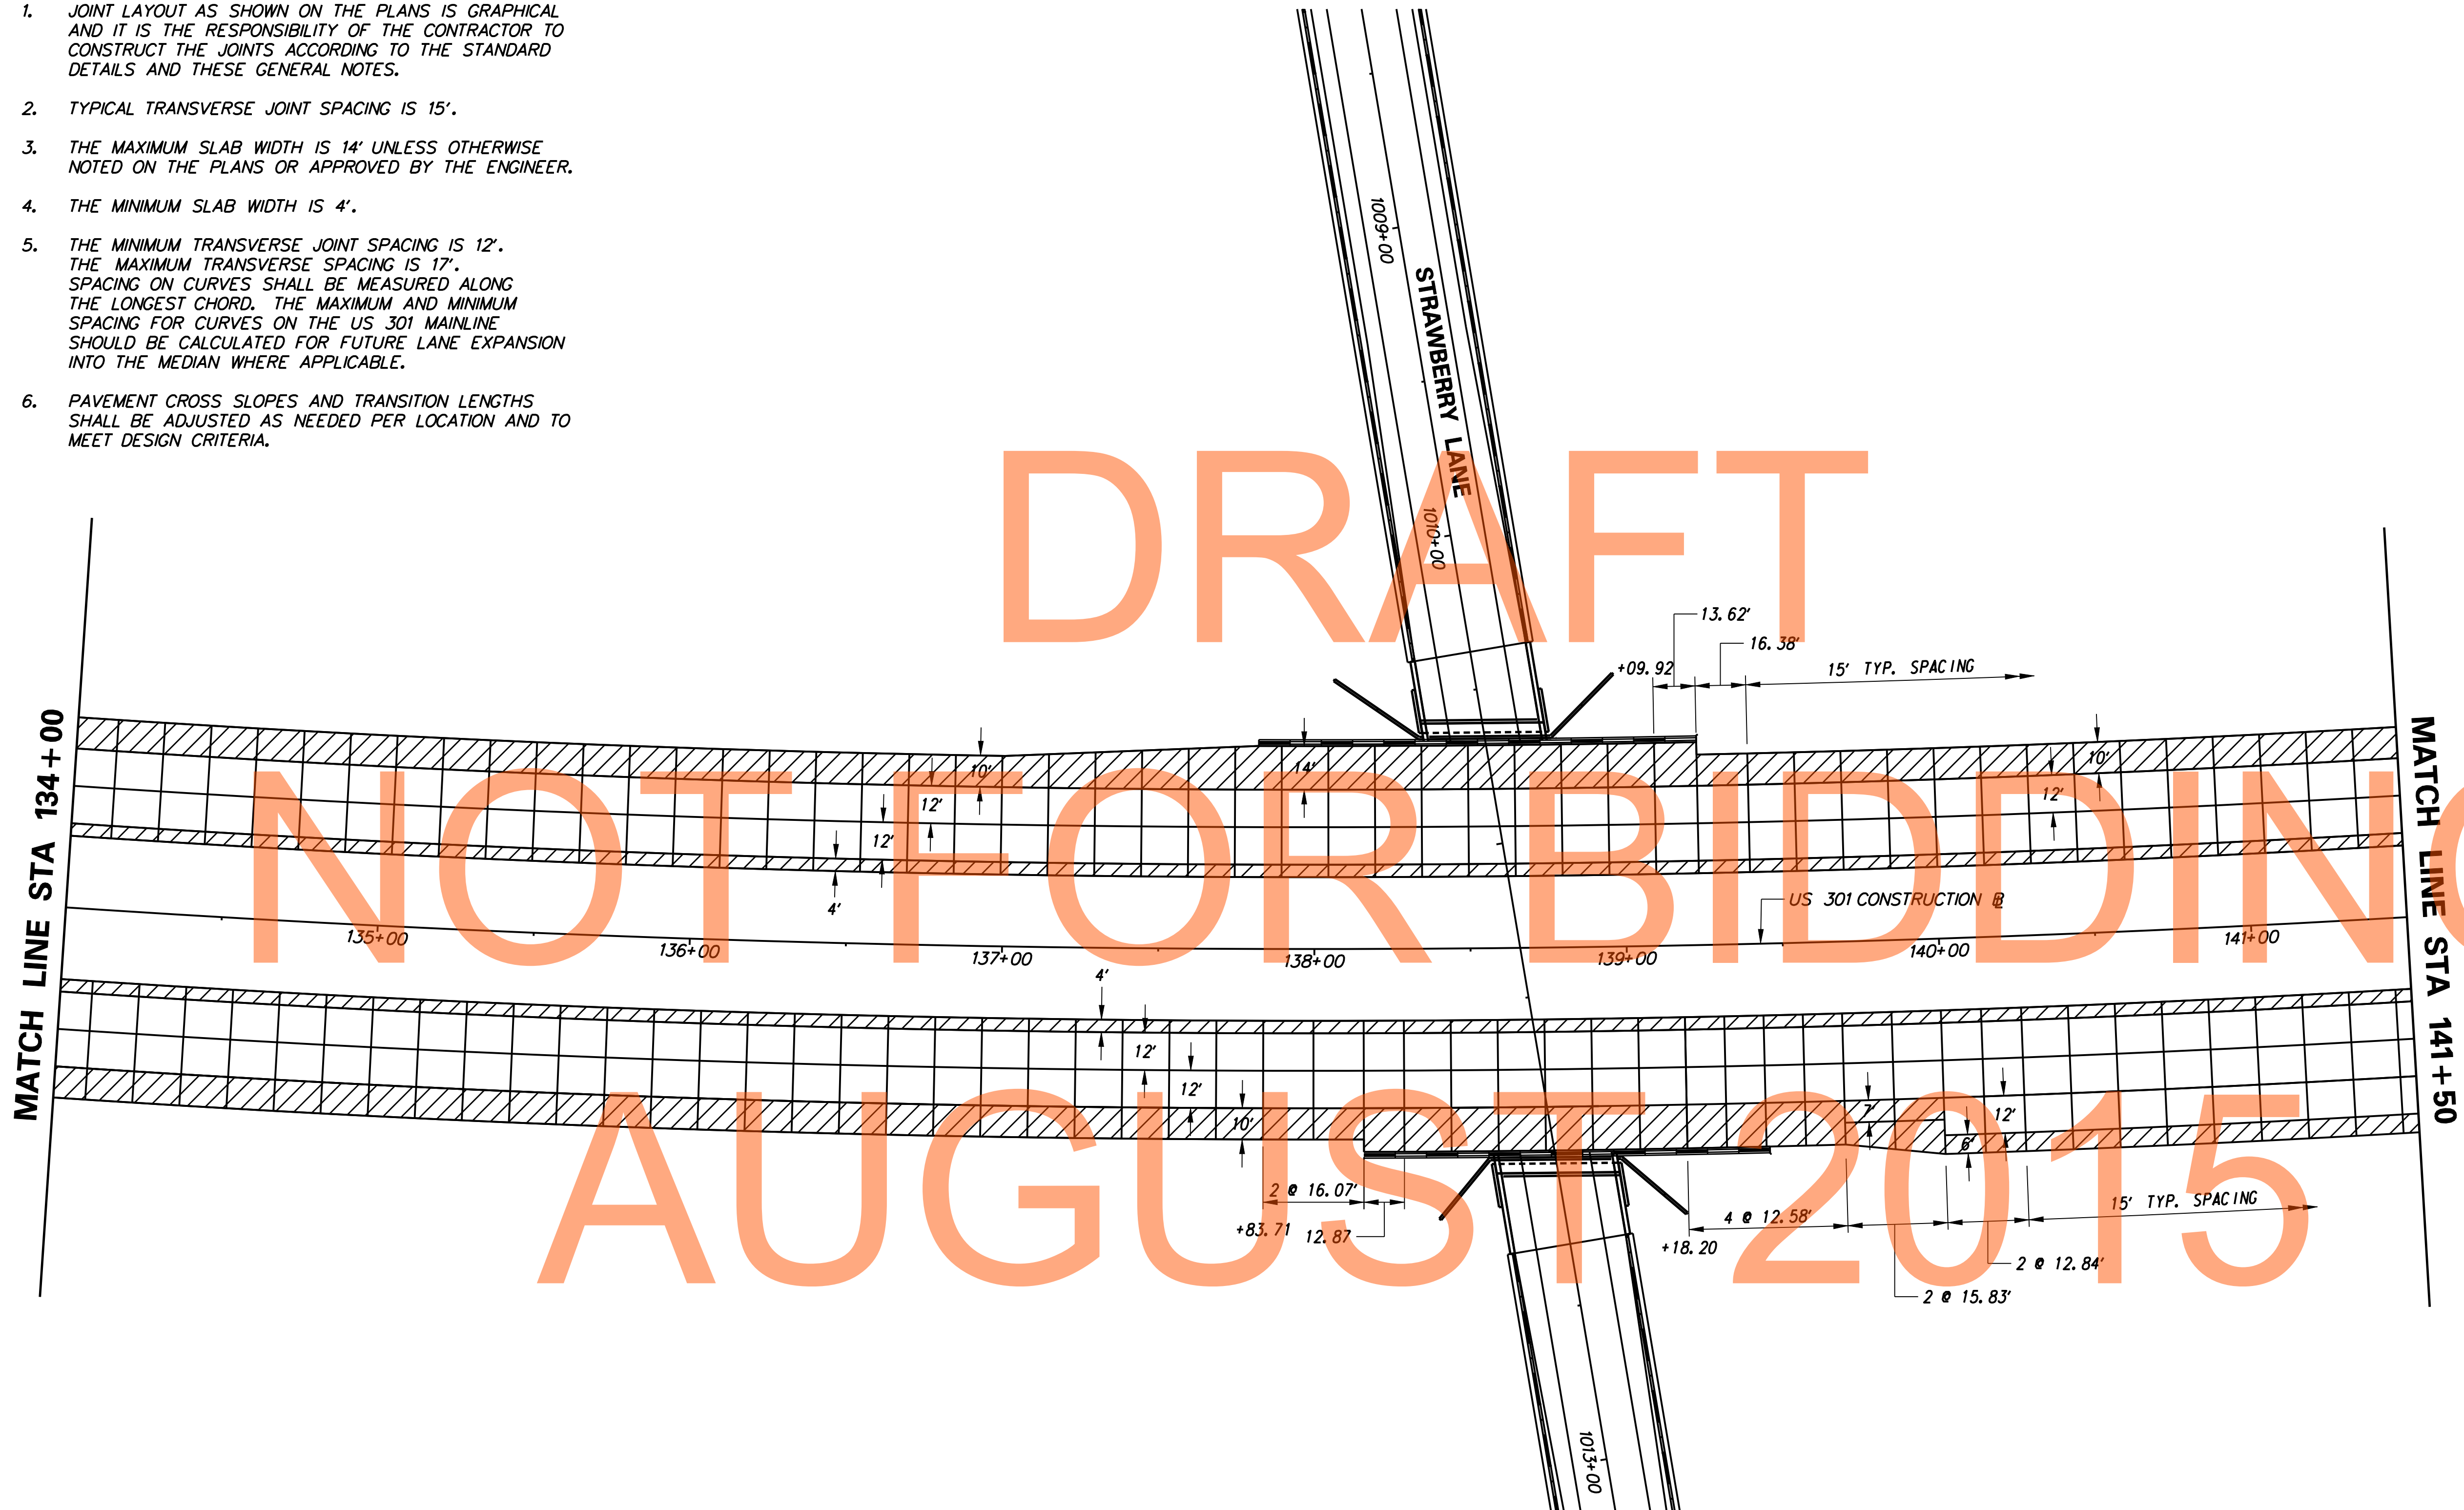 1. JOINT LAYOUT AS SHOWN ON THE PLANS IS GRAPHICAL
AND IT IS THE RESPONSIBILITY OF THE CONTRACTOR TO
CONSTRUCT THE JOINTS ACCORDING TO THE STANDARD
DETAILS AND THESE GENERAL NOTES.
2. TYPICAL TRANSVERSE JOINT SPACING IS 15'.
3. THE MAXIMUM SLAB WIDTH IS 14' UNLESS OTHERWISE
NOTED ON THE PLANS OR APPROVED BY THE ENGINEER.
4. THE MINIMUM SLAB WIDTH IS 4'.
5. THE MINIMUM TRANSVERSE JOINT SPACING IS 12'.
THE MAXIMUM TRANSVERSE SPACING IS 17'.
SPACING ON CURVES SHALL BE MEASURED ALONG
THE LONGEST CHORD. THE MAXIMUM AND MINIMUM
SPACING FOR CURVES ON THE US 301 MAINLINE
SHOULD BE CALCULATED FOR FUTURE LANE EXPANSION
INTO THE MEDIAN WHERE APPLICABLE.
6. PAVEMENT CROSS SLOPES AND TRANSITION LENGTHS
SHALL BE ADJUSTED AS NEEDED PER LOCATION AND TO
MEET DESIGN CRITERIA.
1009+00
STRAWBERRY LANE
1010+00
DRAFT
13.62'
16.38'
+09.92
15' TYP. SPACING
MATCH LINE STA 134+00
MATCH LINE STA 141+50
10'
14'
10'
12'
12'
12'
4'
NOT FOR BIDDING
US 301 CONSTRUCTION BL
135+00
136+00
137+00
138+00
139+00
140+00
141+00
4'
12'
12'
10'
7'
12'
6'
AUGUST 2015
2 @ 16.07'
+83.71
12.87
4 @ 12.58'
+18.20
15' TYP. SPACING
2 @ 12.84'
2 @ 15.83'
1013+00